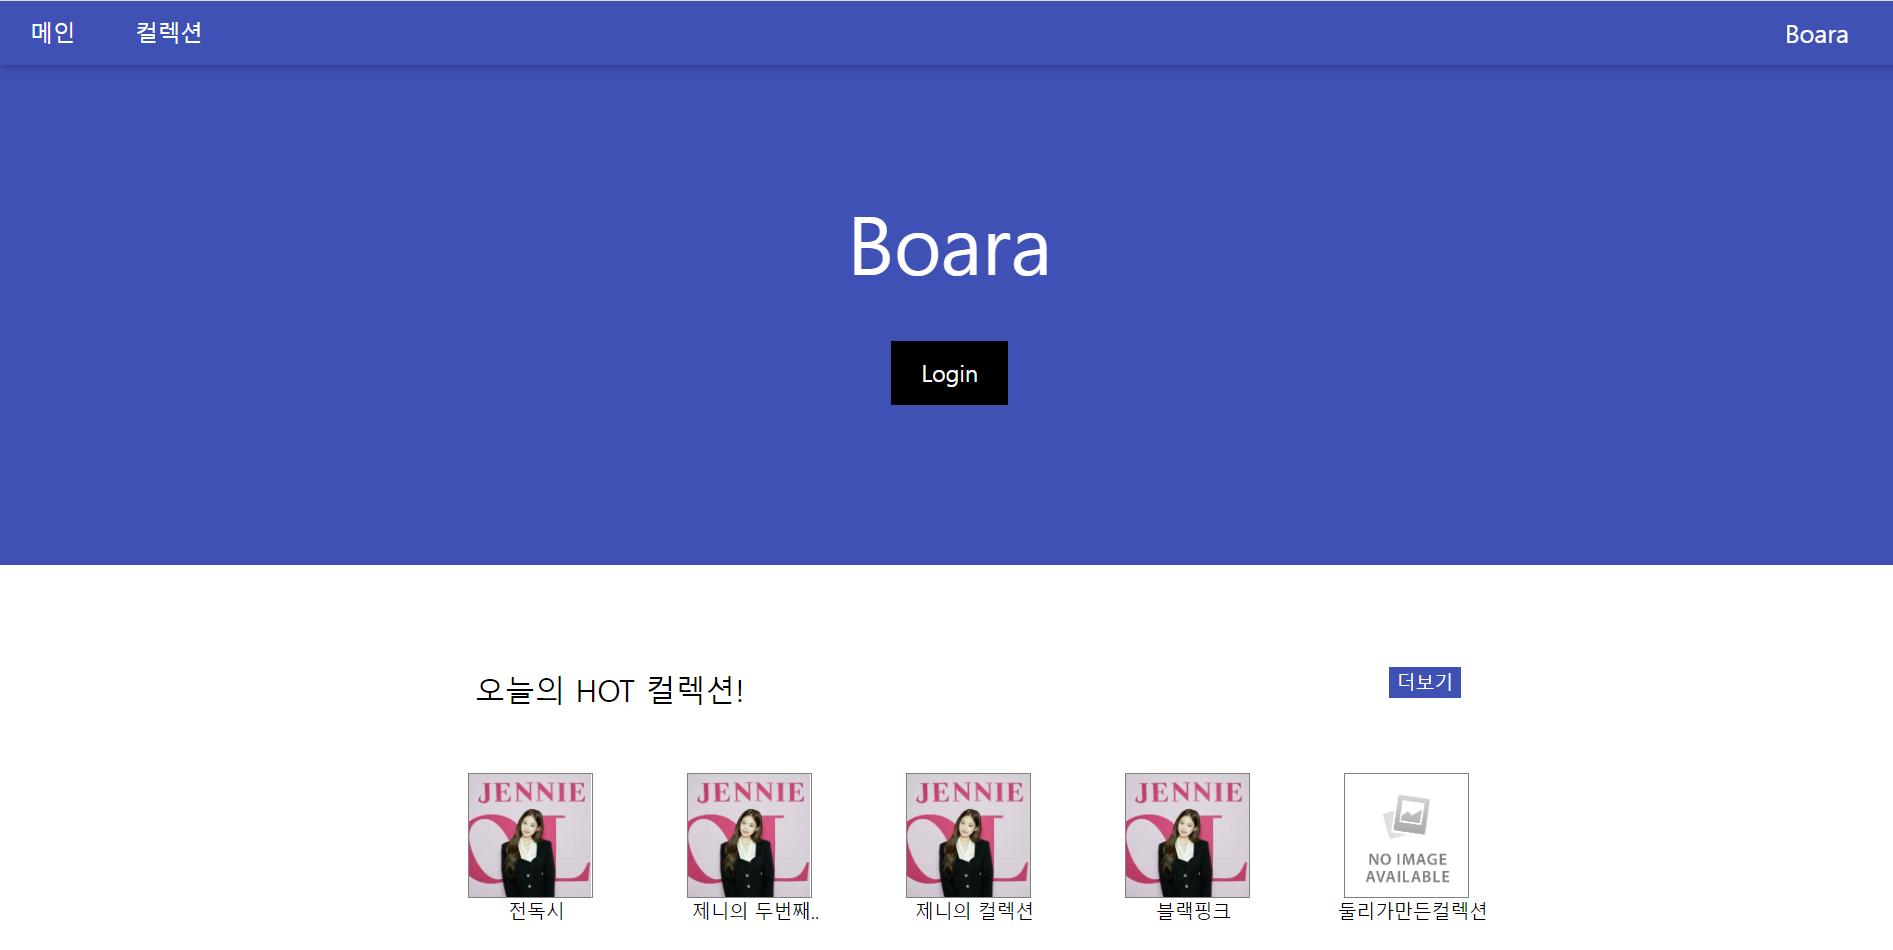 메인 컬렉션 Boara
Boara
Login
오늘의 HOT 컬렉션! 더보기
JENNIE JENNIE JENNIE JENNIE
NO IMAGE
AVAILABLE
전독시 제니의 두번째.. 제니의 컬렉션 블랙핑크 둘리가만든컬렉션